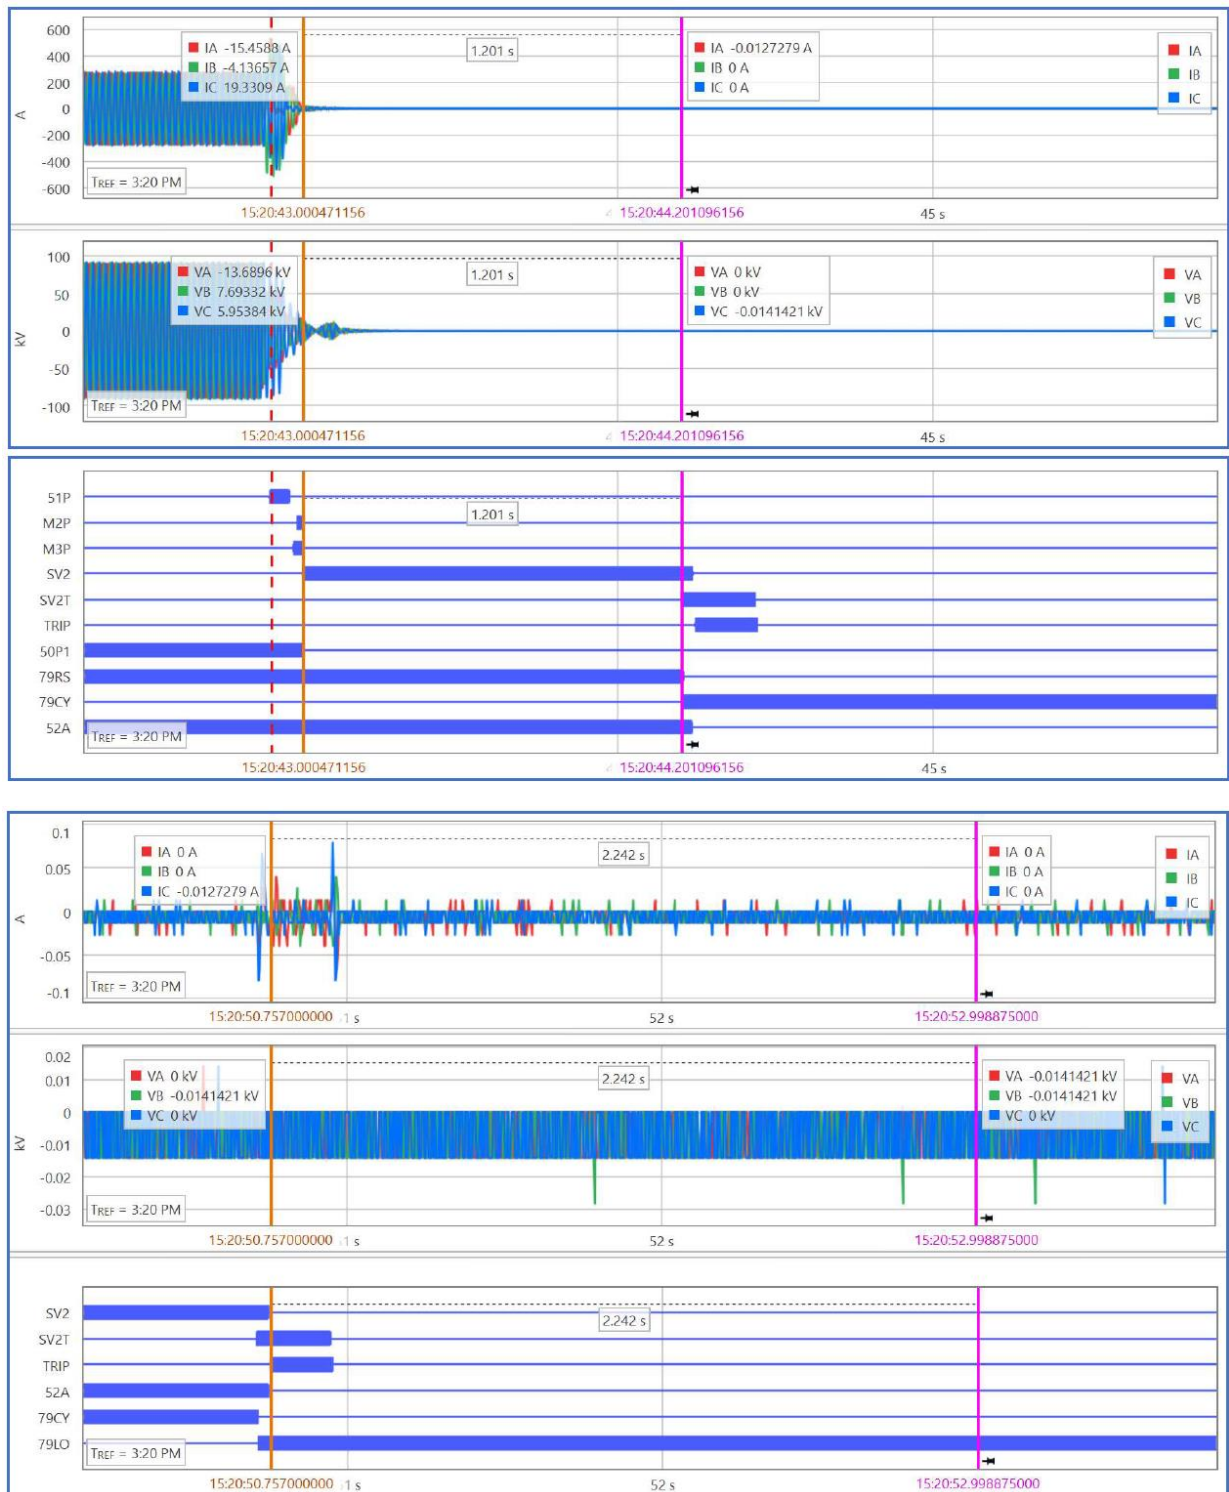 600
400
200
0
-200
-400
-600
A
IA -15.4588 A
IB -4.13657 A
IC 19.3309 A
1.201 s
IA -0.0127279 A
IB 0 A
IC 0 A
IA
IB
IC
TREF = 3:20 PM
15:20:43.000471156
15:20:44.201096156
45 s
100
50
0
-50
-100
kV
VA -13.6896 kV
VB 7.69332 kV
VC 5.95384 kV
1.201 s
VA 0 kV
VB 0 kV
VC -0.0141421 kV
VA
VB
VC
TREF = 3:20 PM
15:20:43.000471156
15:20:44.201096156
45 s
51P
M2P
M3P
SV2
SV2T
TRIP
50P1
79RS
79CY
52A
1.201 s
TREF = 3:20 PM
15:20:43.000471156
15:20:44.201096156
45 s
0.1
0.05
0
-0.05
-0.1
A
IA 0 A
IB 0 A
IC -0.0127279 A
2.242 s
IA 0 A
IB 0 A
IC 0 A
IA
IB
IC
TREF = 3:20 PM
15:20:50.757000000
1 s
52 s
15:20:52.998875000
0.02
0.01
0
-0.01
-0.02
-0.03
kV
VA 0 kV
VB -0.0141421 kV
VC 0 kV
2.242 s
VA -0.0141421 kV
VB -0.0141421 kV
VC 0 kV
VA
VB
VC
TREF = 3:20 PM
15:20:50.757000000
1 s
52 s
15:20:52.998875000
SV2
SV2T
TRIP
52A
79CY
79LO
2.242 s
TREF = 3:20 PM
15:20:50.757000000
1 s
52 s
15:20:52.998875000